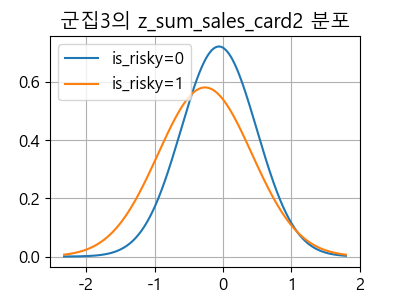 군집3의 z_sum_sales_card2 분포
is_risky=0
is_risky=1
0.6
0.4
0.2
0.0
-2 -1 0 1 2